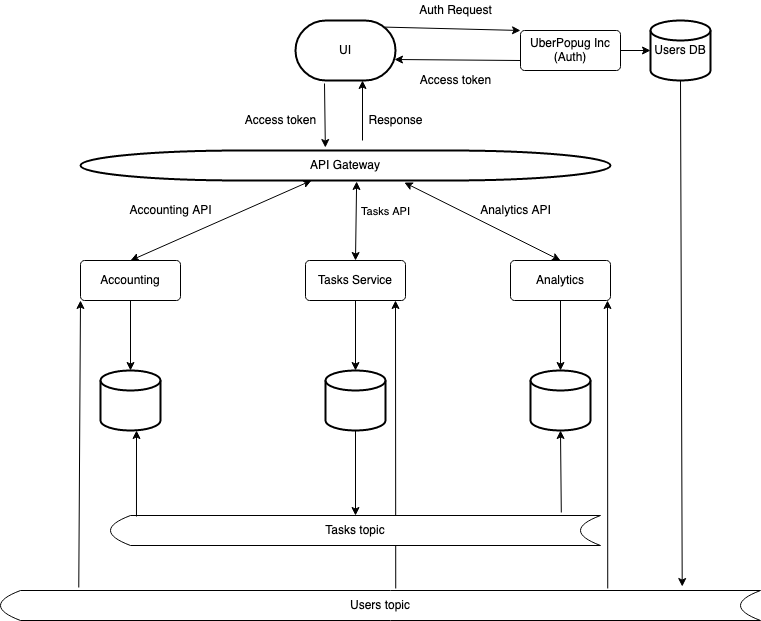 Auth Request
UI
UberPopug Inc
(Auth)
Users DB
Access token
Access token
Response
API Gateway
Accounting API
Tasks API
Analytics API
Accounting
Tasks Service
Analytics
Tasks topic
Users topic